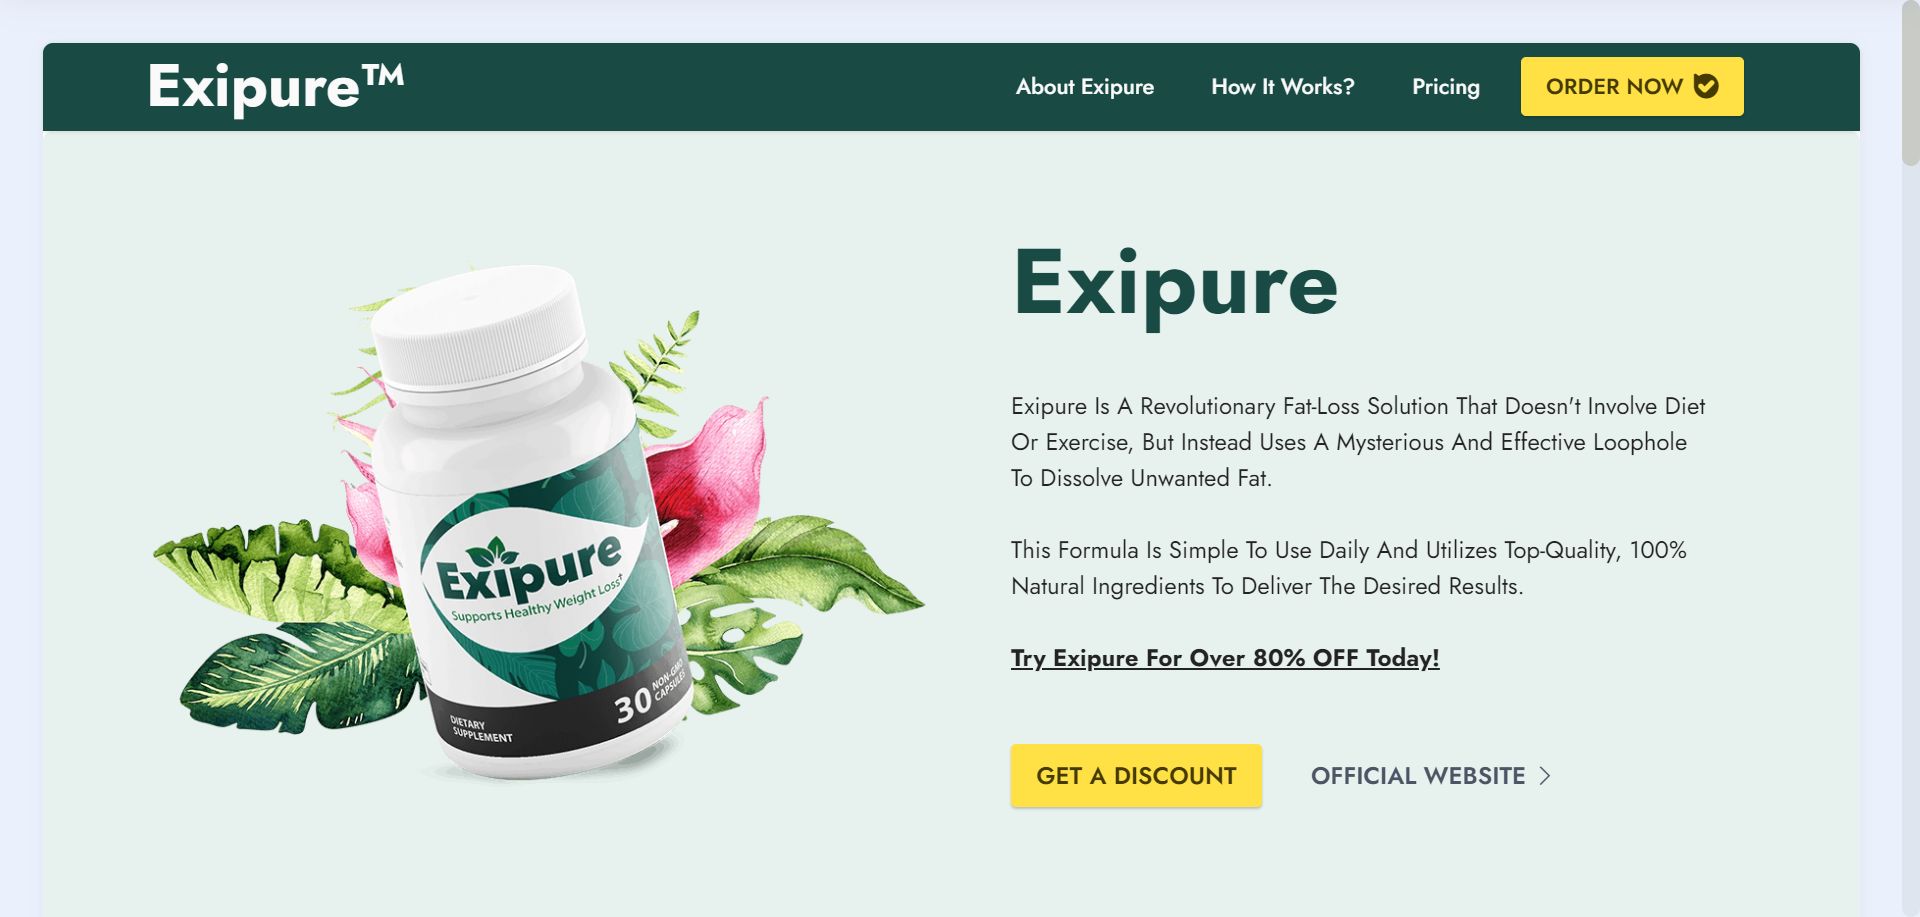 Exipure™
About Exipure
How It Works?
Pricing
ORDER NOW
Exipure
Exipure Is A Revolutionary Fat-Loss Solution That Doesn't Involve Diet
Or Exercise, But Instead Uses A Mysterious And Effective Loophole
To Dissolve Unwanted Fat.
This Formula Is Simple To Use Daily And Utilizes Top-Quality, 100%
Natural Ingredients To Deliver The Desired Results.
Try Exipure For Over 80% OFF Today!
GET A DISCOUNT
OFFICIAL WEBSITE
Exipure
Supports Healthy Weight Loss†
DIETARY
SUPPLEMENT
30
NON-GMO
CAPSULES